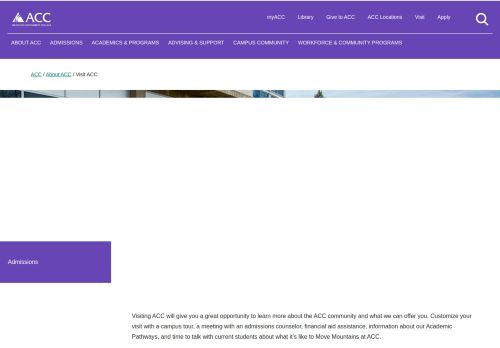 ACC
myACC Library Give to ACC ACC Locations Visit Apply
ABOUT ACC ADMISSIONS ACADEMICS & PROGRAMS ADVISING & SUPPORT CAMPUS COMMUNITY WORKFORCE & COMMUNITY PROGRAMS
ACC / About ACC / Visit ACC
Admissions
Visiting ACC will give you a great opportunity to learn more about the ACC community and what we can offer you. Customize your
visit with a campus tour, a meeting with an admissions counselor, financial aid assistance, information about our Academic
Pathways, and time to talk with current students about what it's like to Move Mountains at ACC.